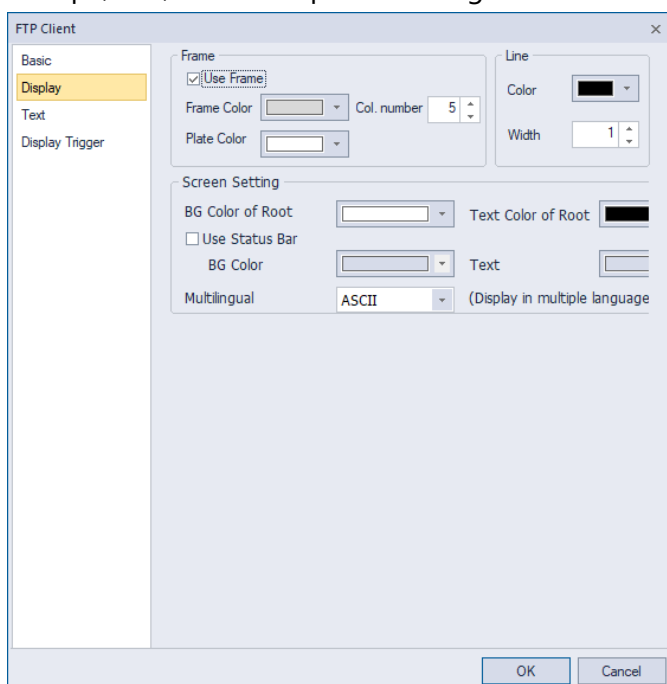 FTP Client
Basic
Display
Text
Display Trigger
Frame
Use Frame
Frame Color
Col. number 5
Plate Color
Line
Color
Width 1
Screen Setting
BG Color of Root
Text Color of Root
Use Status Bar
BG Color
Text
Multilingual ASCII (Display in multiple language
OK Cancel